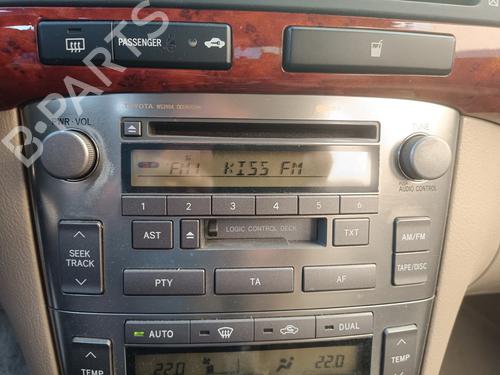 PASSENGER
B-PARTS
TOYOTA
PWR·VOL
TUNE
FM1 KISS FM
PUSH
AUDIO CONTROL
1 2 3 4 5 6
AST LOGIC CONTROL DECK TXT AM/FM
SEEK
TRACK
TAPE/DISC
PTY TA AF
AUTO DUAL
TEMP TEMP
22.0 22.0